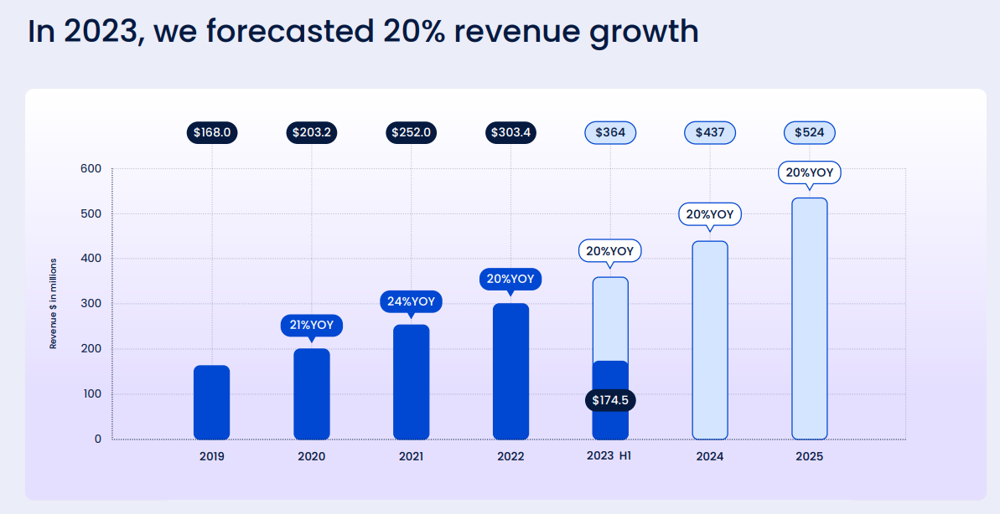 In 2023, we forecasted 20% revenue growth
$168.0 $203.2 $252.0 $303.4 $364 $437 $524
600
20%YOY
500
20%YOY
400
20%YOY
Revenue $ in millions
300
20%YOY
24%YOY
21%YOY
200
100
$174.5
0
2019 2020 2021 2022 2023 H1 2024 2025